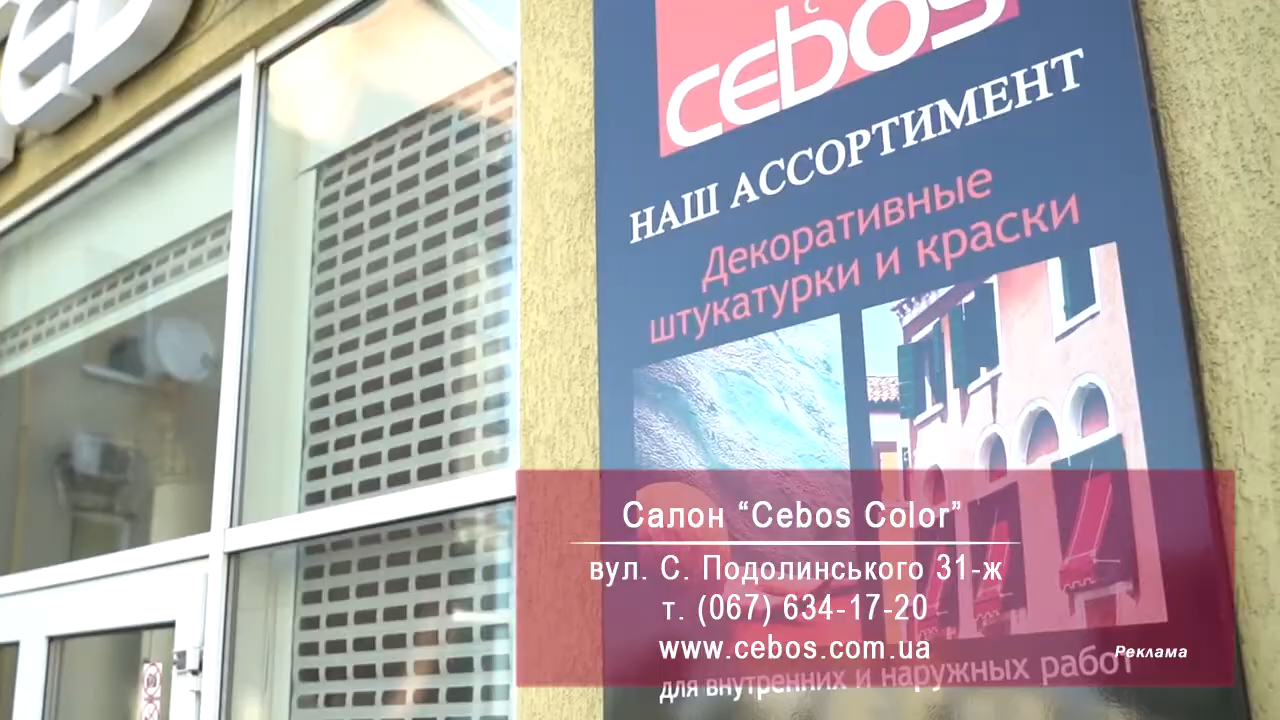 cebos
НАШ АССОРТИМЕНТ
Декоративные
штукатурки и краски
Салон “Cebos Color”
вул. С. Подолинського 31-ж
т. (067) 634-17-20
www.cebos.com.ua
Реклама
для внутренних и наружных работ